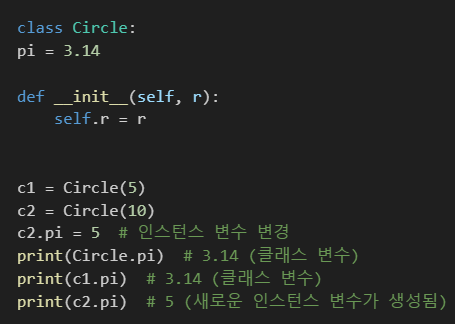 class Circle:
pi = 3.14
def __init__(self, r):
    self.r = r
c1 = Circle(5)
c2 = Circle(10)
c2.pi = 5  # 인스턴스 변수 변경
print(Circle.pi)  # 3.14 (클래스 변수)
print(c1.pi)  # 3.14 (클래스 변수)
print(c2.pi)  # 5 (새로운 인스턴스 변수가 생성됨)